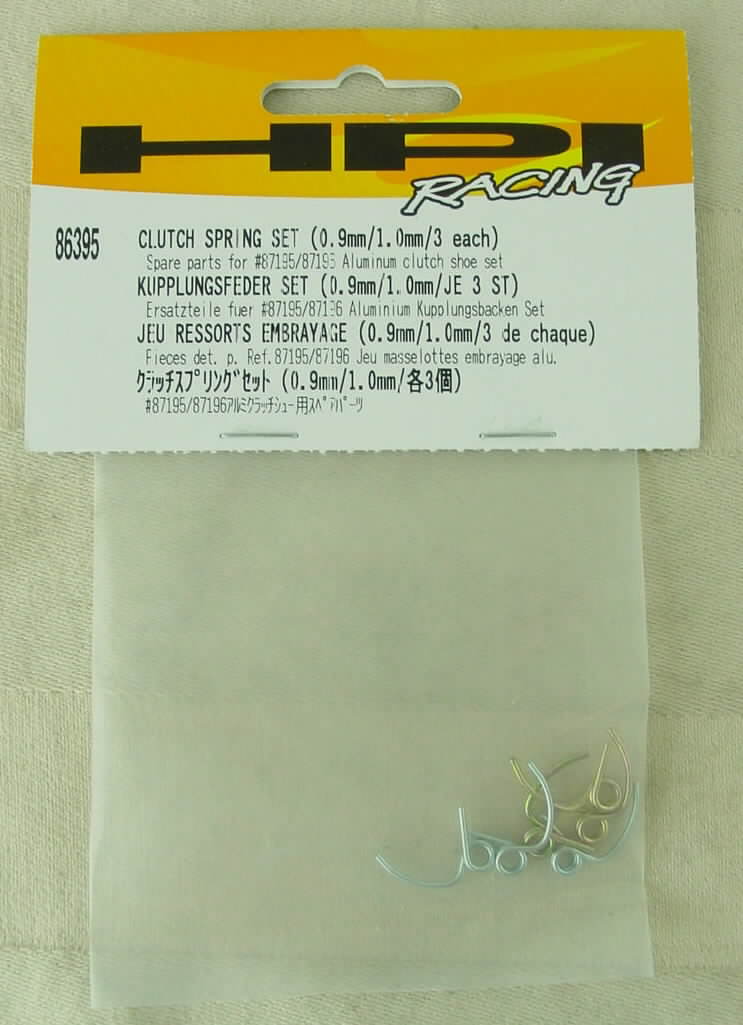 HPI
RACING
86395
CLUTCH SPRING SET (0.9mm/1.0mm/3 each)
Spare parts for #87195/87195 Aluminum clutch shoe set
KUPPLUNGSFEDER SET (0.9mm/1.0mm/JE 3 ST)
Ersatzteile fuer #87195/87196 Aluminium Kupplungsbacken Set
JEU RESSORTS EMBRAYAGE (0.9mm/1.0mm/3 de chaque)
Pieces det. p. Ref.87195/87196 Jeu masselottes embrayage alu.
クラッチスプリングセット (0.9mm/1.0mm/各3個)
#87195/87196アルミクラッチシュー用スペアパーツ